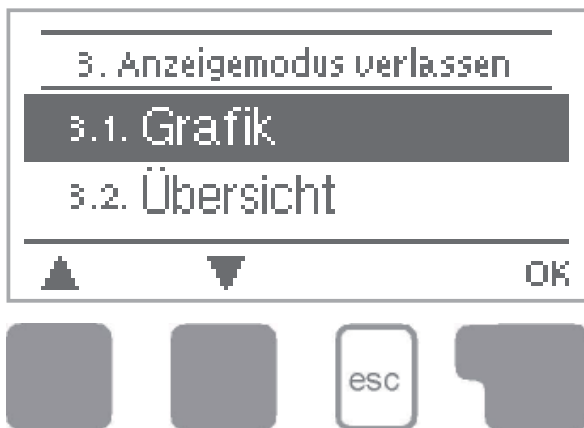 3. Anzeigemodus verlassen
3.1. Grafik
3.2. Übersicht
OK
esc